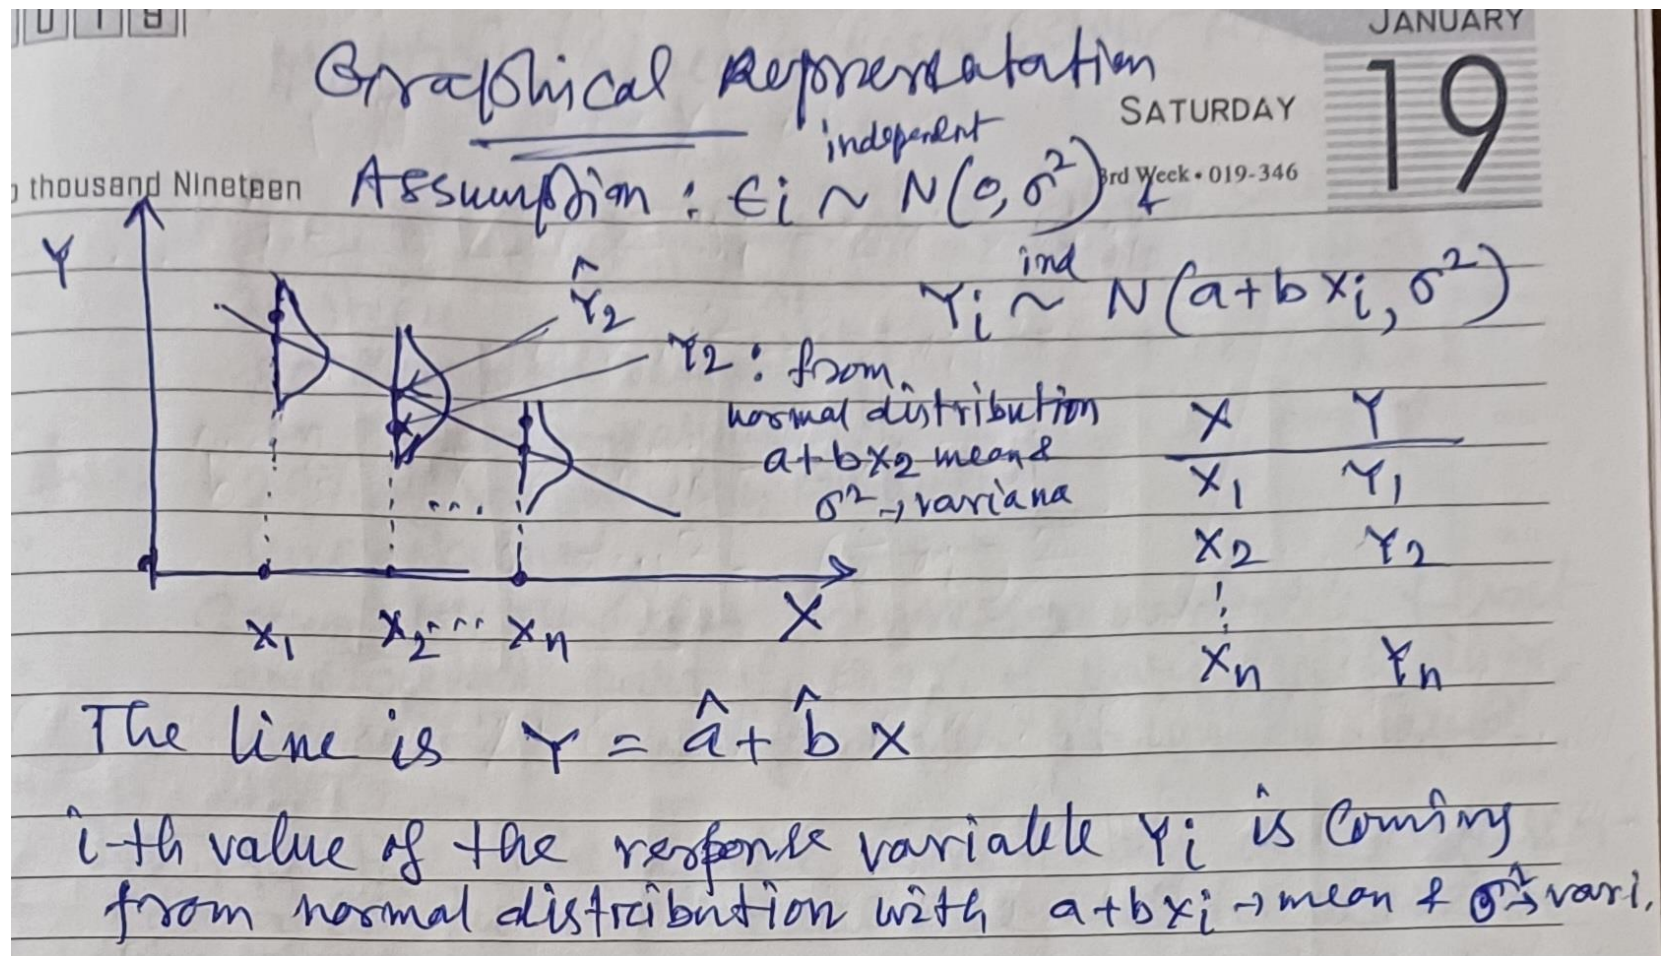 2019
JANUARY
19
Graphical Representation
SATURDAY
independent
thousand Nineteen
Assumption : ϵi ~ N(0, σ²) &
3rd Week • 019-346
Y
Ŷ2
ind
Yi ~ N(a+bxi, σ²)
Y2 : from
normal distribution
a+bx2 mean &
σ² → variana
X Y
X1 Y1
X2 Y2
⋮
Xn Yn
....
X1 X2 .... Xn X
The line is Y = â + b̂ X
i-th value of the response variable Yi is coming
from normal distribution with a+bxi → mean & σ² → vari.